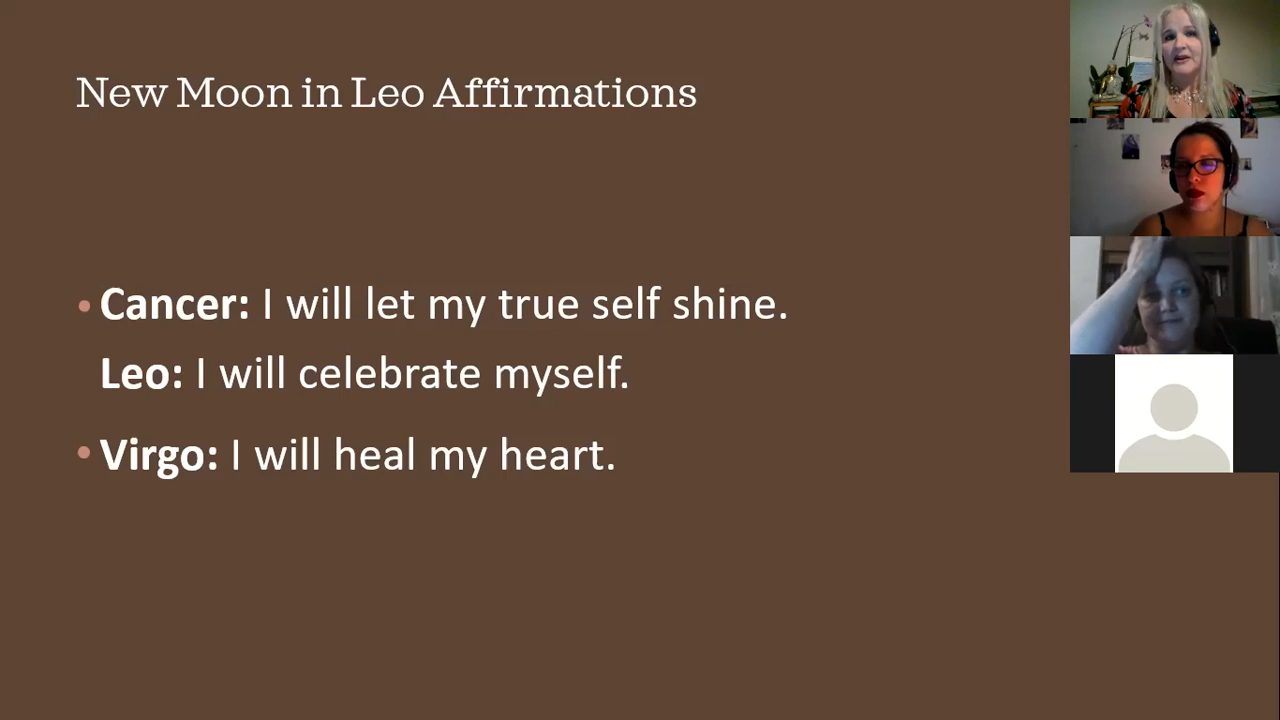 New Moon in Leo Affirmations
• Cancer: I will let my true self shine.
Leo: I will celebrate myself.
• Virgo: I will heal my heart.